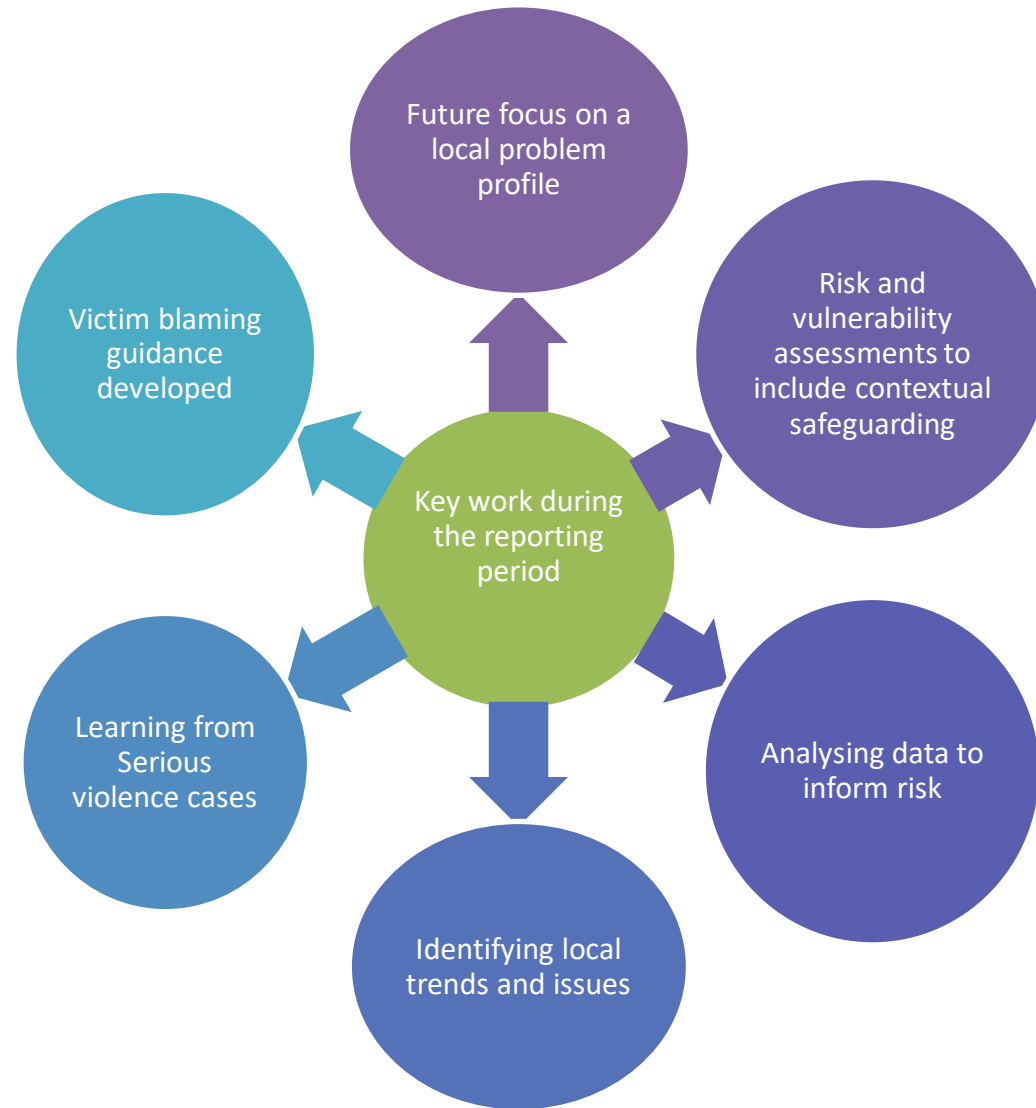 Future focus on a
local problem
profile
Risk and
vulnerability
assessments to
include contextual
safeguarding
Victim blaming
guidance
developed
Key work during
the reporting
period
Learning from
Serious
violence cases
Analysing data to
inform risk
Identifying local
trends and issues